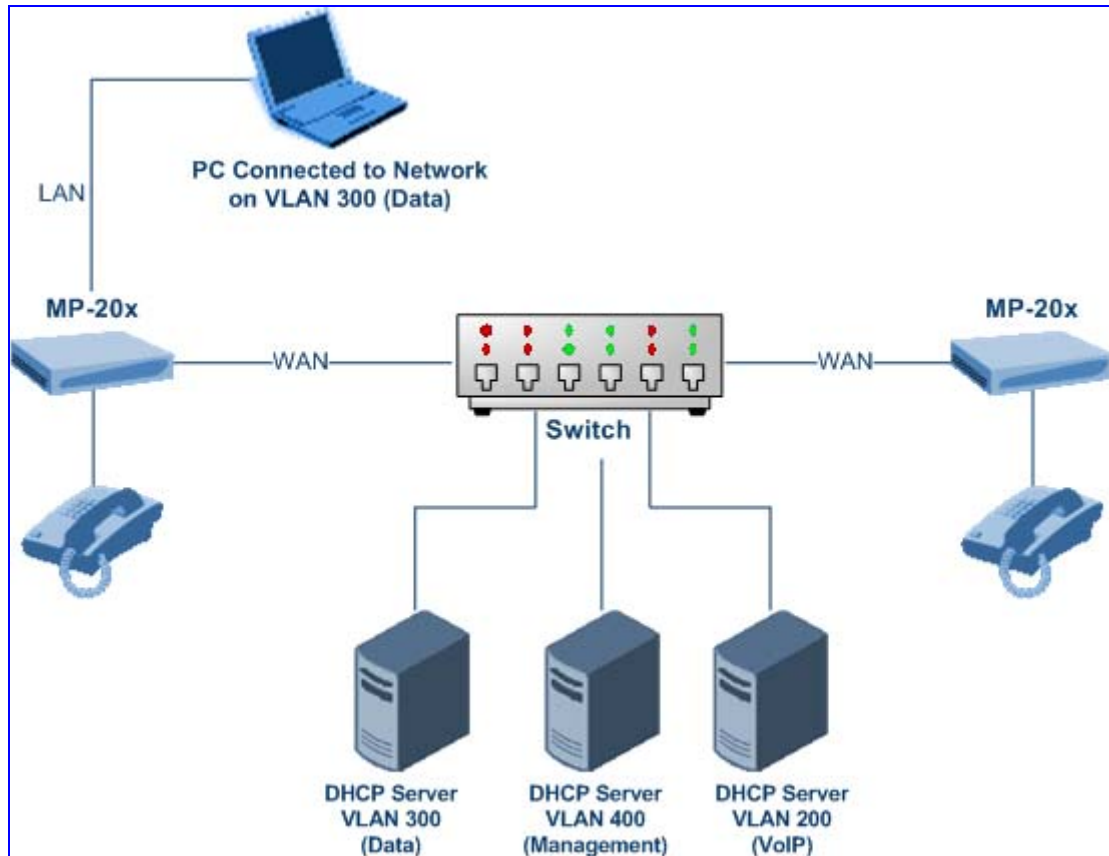 PC Connected to Network
on VLAN 300 (Data)
LAN
MP-20x
MP-20x
WAN
WAN
Switch
DHCP Server
VLAN 300
(Data)
DHCP Server
VLAN 400
(Management)
DHCP Server
VLAN 200
(VoIP)